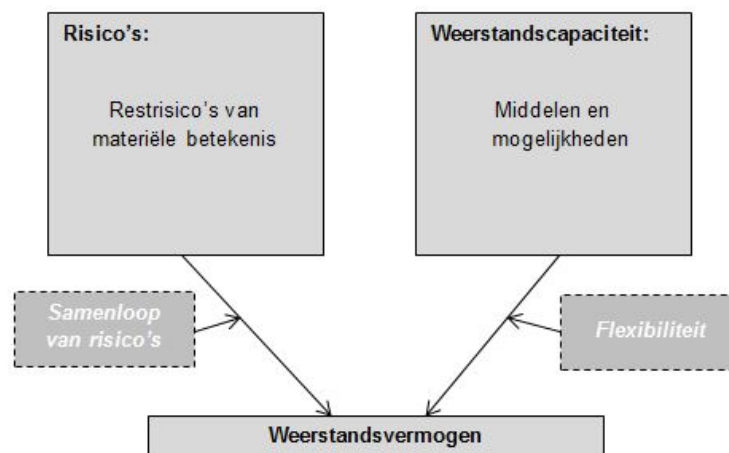 Risico's:
Restrisico's van
materiële betekenis
Weerstandscapaciteit:
Middelen en
mogelijkheden
Samenloop
van risico's
Flexibiliteit
Weerstandsvermogen